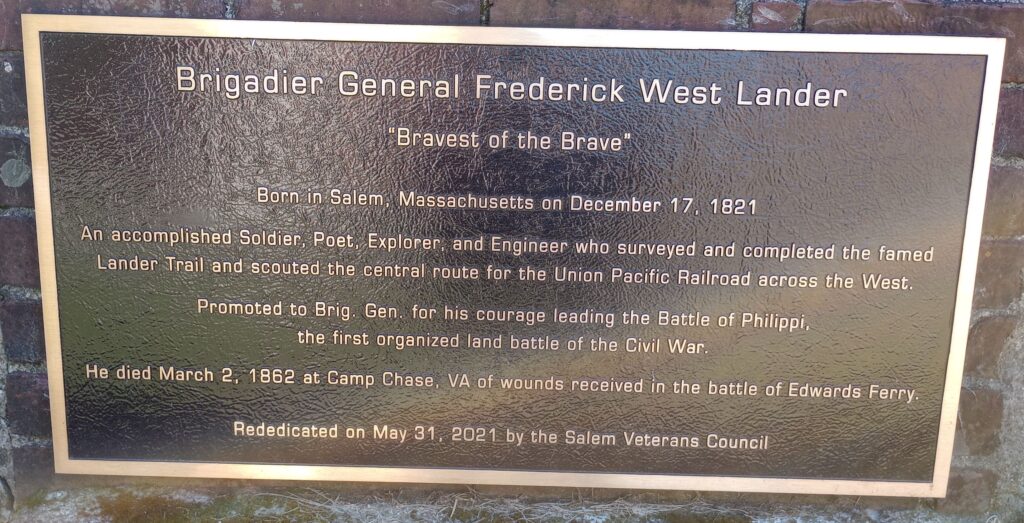 Brigadier General Frederick West Lander
"Bravest of the Brave"
Born in Salem, Massachusetts on December 17, 1821
An accomplished Soldier, Poet, Explorer, and Engineer who surveyed and completed the famed
Lander Trail and scouted the central route for the Union Pacific Railroad across the West.
Promoted to Brig. Gen. for his courage leading the Battle of Philippi,
the first organized land battle of the Civil War.
He died March 2, 1862 at Camp Chase, VA of wounds received in the battle of Edwards Ferry.
Rededicated on May 31, 2021 by the Salem Veterans Council